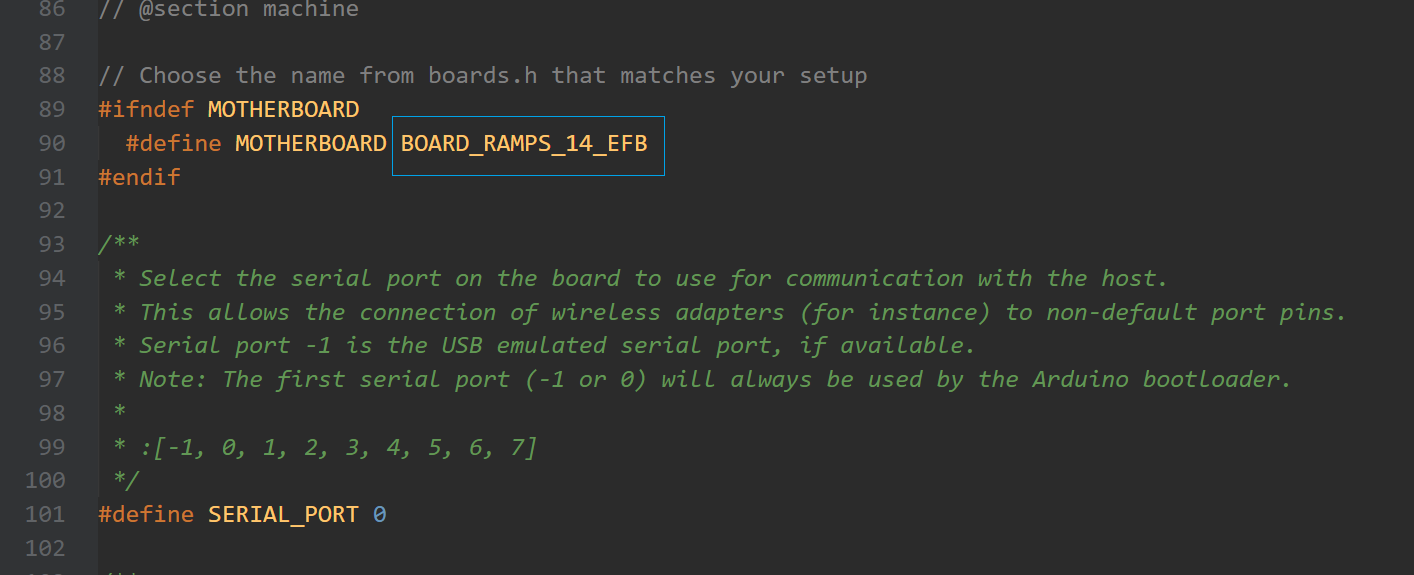 86 // @section machine
87
88 // Choose the name from boards.h that matches your setup
89 #ifndef MOTHERBOARD
90 #define MOTHERBOARD BOARD_RAMPS_14_EFB
91 #endif
92
93 /**
94 * Select the serial port on the board to use for communication with the host.
95 * This allows the connection of wireless adapters (for instance) to non-default port pins.
96 * Serial port -1 is the USB emulated serial port, if available.
97 * Note: The first serial port (-1 or 0) will always be used by the Arduino bootloader.
98 *
99 * :[-1, 0, 1, 2, 3, 4, 5, 6, 7]
100 */
101 #define SERIAL_PORT 0
102